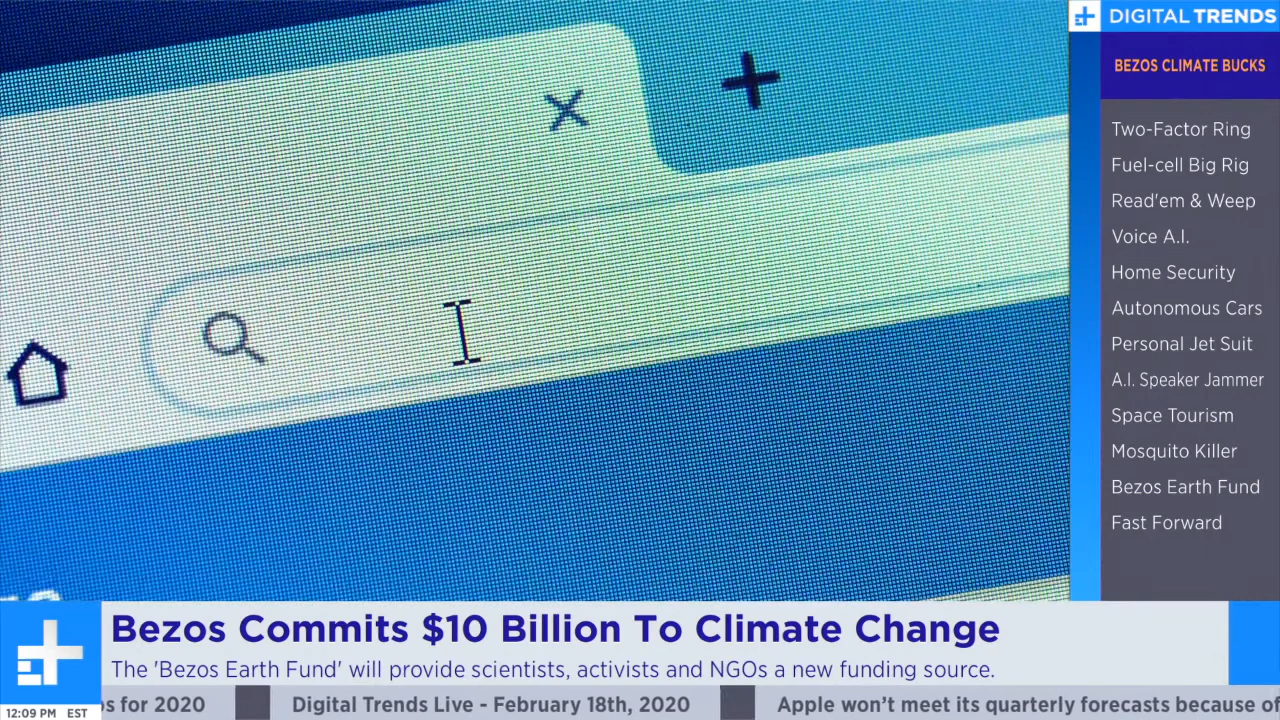 DIGITAL TRENDS
BEZOS CLIMATE BUCKS
Two-Factor Ring
Fuel-cell Big Rig
Read'em & Weep
Voice A.I.
Home Security
Autonomous Cars
Personal Jet Suit
A.I. Speaker Jammer
Space Tourism
Mosquito Killer
Bezos Earth Fund
Fast Forward
Bezos Commits $10 Billion To Climate Change
The 'Bezos Earth Fund' will provide scientists, activists and NGOs a new funding source.
12:09 PM EST
for 2020
Digital Trends Live - February 18th, 2020
Apple won’t meet its quarterly forecasts because